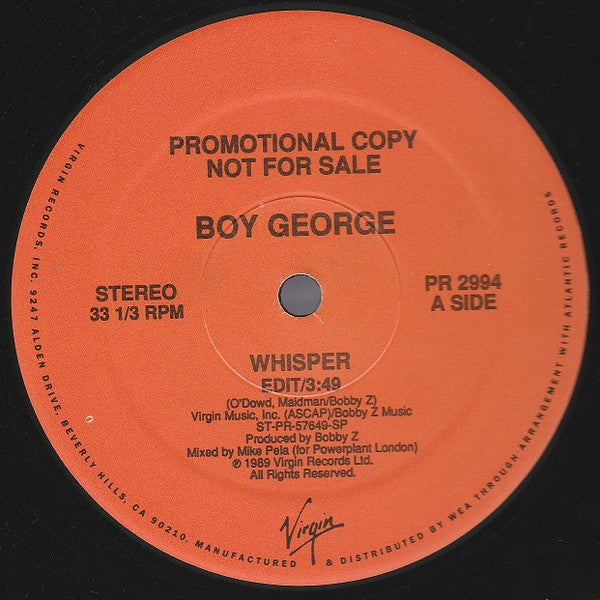 PROMOTIONAL COPY
NOT FOR SALE
BOY GEORGE
STEREO
33 1/3 RPM
PR 2994
A SIDE
WHISPER
EDIT/3:49
(O'Dowd, Maidman/Bobby Z)
Virgin Music, Inc. (ASCAP)/Bobby Z Music
ST-PR-57649-SP
Produced by Bobby Z
Mixed by Mike Pela (for Powerplant London)
℗ 1989 Virgin Records Ltd.
All Rights Reserved.
Virgin
VIRGIN RECORDS, INC. 9247 ALDEN DRIVE, BEVERLY HILLS, CA 90210. MANUFACTURED & DISTRIBUTED BY WEA THROUGH ARRANGEMENT WITH ATLANTIC RECORDS